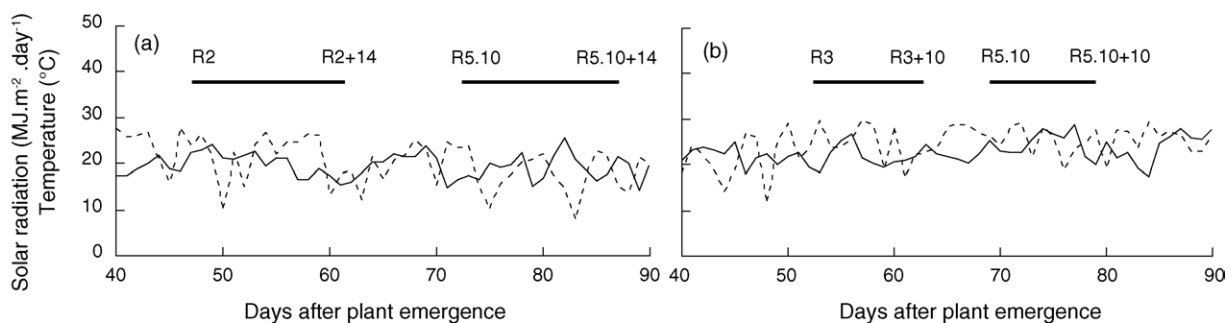 Solar radiation (MJ.m⁻² .day⁻¹)
Temperature (°C)
50
40
30
20
10
0
(a)
R2
R2+14
R5.10
R5.10+14
40
50
60
70
80
90
Days after plant emergence
(b)
R3
R3+10
R5.10
R5.10+10
40
50
60
70
80
90
Days after plant emergence